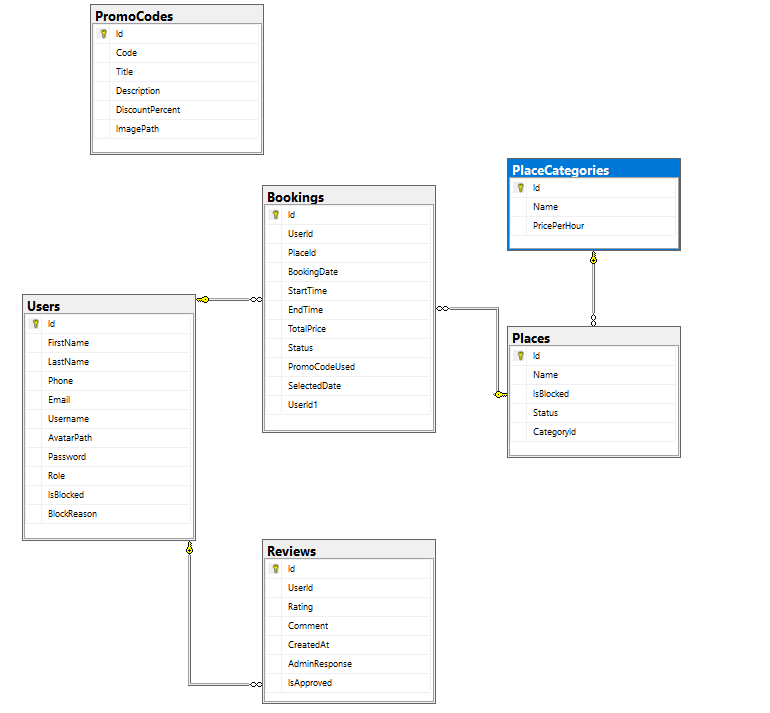 PromoCodes
Id
Code
Title
Description
DiscountPercent
ImagePath
PlaceCategories
Id
Name
PricePerHour
Bookings
Id
UserId
PlaceId
BookingDate
StartTime
EndTime
TotalPrice
Status
PromoCodeUsed
SelectedDate
UserId1
Users
Id
FirstName
LastName
Phone
Email
Username
AvatarPath
Password
Role
IsBlocked
BlockReason
Places
Id
Name
IsBlocked
Status
CategoryId
Reviews
Id
UserId
Rating
Comment
CreatedAt
AdminResponse
IsApproved